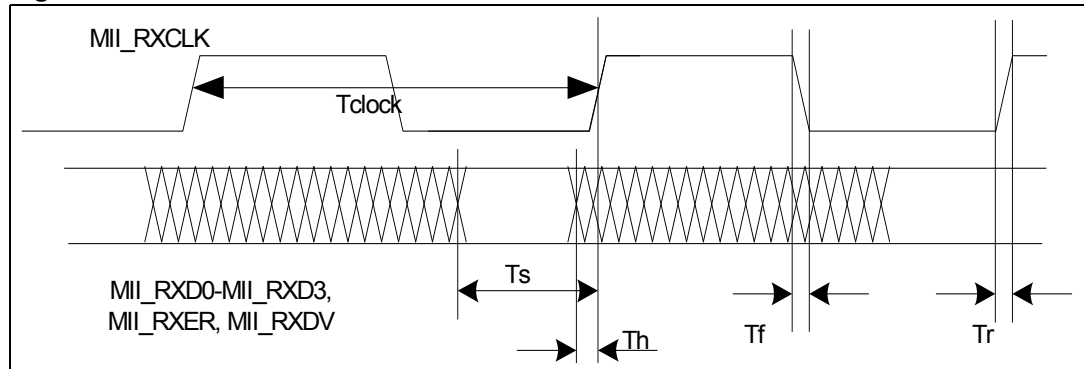 MII_RXCLK
Tclock
Ts
MII_RXD0-MII_RXD3,
MII_RXER, MII_RXDV
Th
Tf
Tr